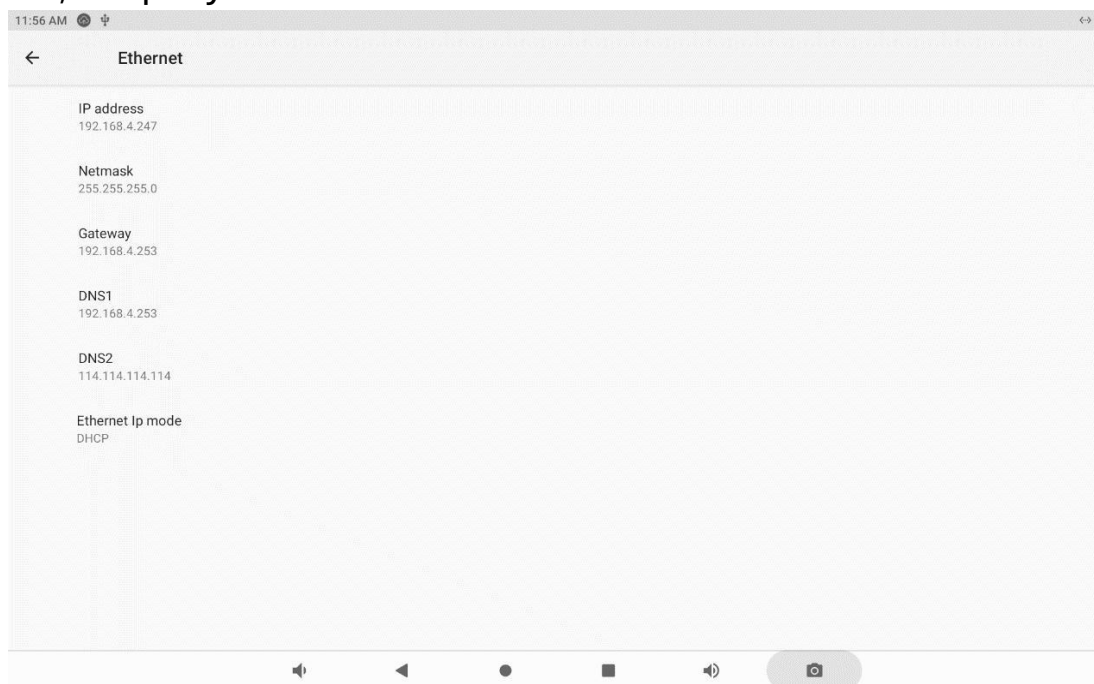 11:56 AM
Ethernet
IP address
192.168.4.247
Netmask
255.255.255.0
Gateway
192.168.4.253
DNS1
192.168.4.253
DNS2
114.114.114.114
Ethernet Ip mode
DHCP